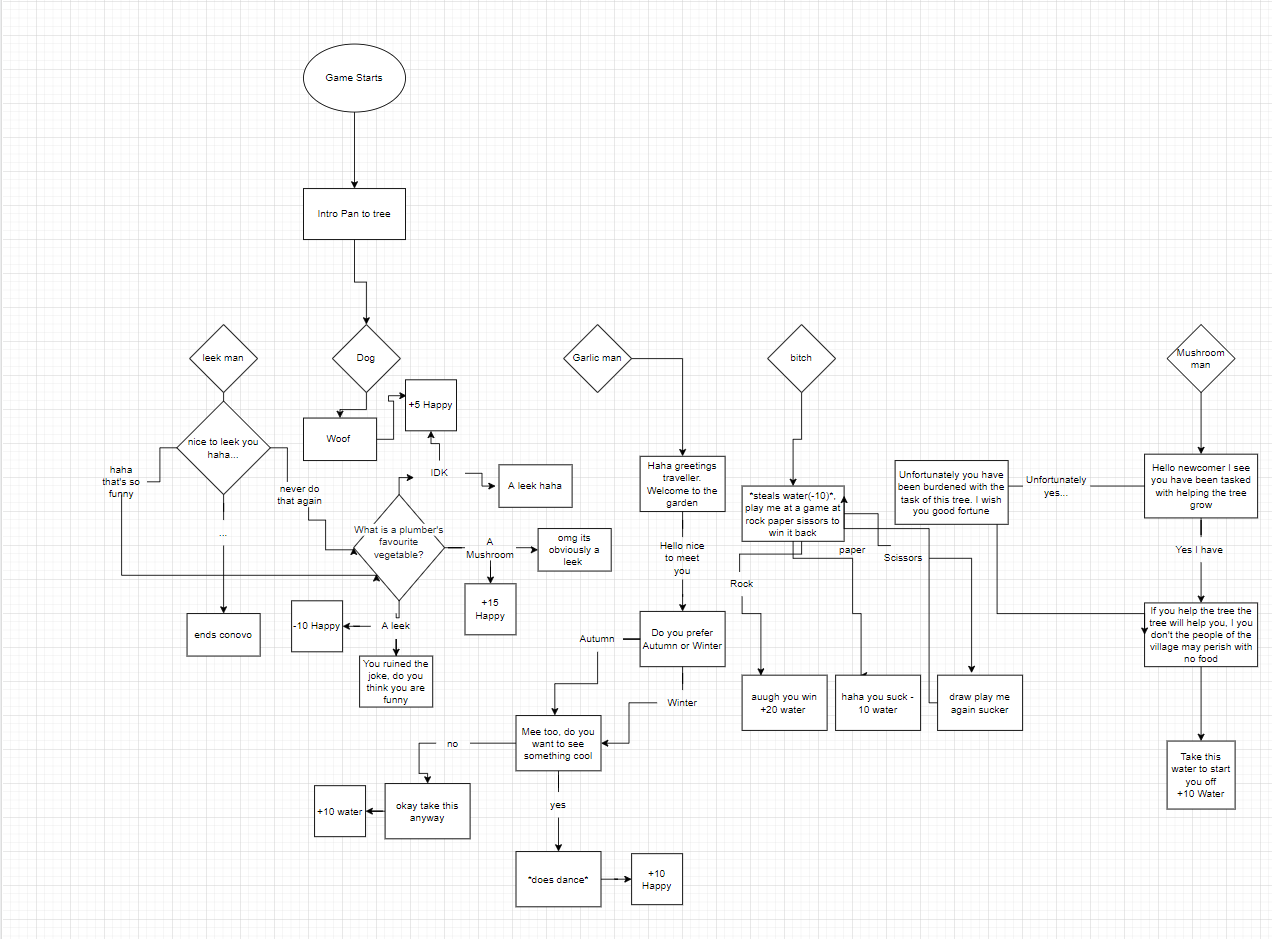 Game Starts
Intro Pan to tree
leek man
Dog
Garlic man
bitch
Mushroom
man
nice to leek you
haha...
Woof
+5 Happy
haha
that's so
funny
never do
that again
IDK
A leek haha
...
What is a plumber's
favourite
vegetable?
A
Mushroom
omg its
obviously a
leek
+15
Happy
ends conovo
-10 Happy
A leek
You ruined the
joke, do you
think you are
funny
Haha greetings
traveller.
Welcome to the
garden
Hello nice
to meet
you
Do you prefer
Autumn or Winter
Autumn
Winter
Mee too, do you
want to see
something cool
no
okay take this
anyway
+10 water
yes
*does dance*
+10
Happy
*steals water(-10)*,
play me at a game at
rock paper sissors to
win it back
Rock
paper
Scissors
auugh you win
+20 water
haha you suck -
10 water
draw play me
again sucker
Hello newcomer I see
you have been tasked
with helping the tree
grow
Unfortunately
yes...
Unfortunately you have
been burdened with the
task of this tree. I wish
you good fortune
Yes I have
If you help the tree the
tree will help you, I you
don't the people of the
village may perish with
no food
Take this
water to start
you off
+10 Water